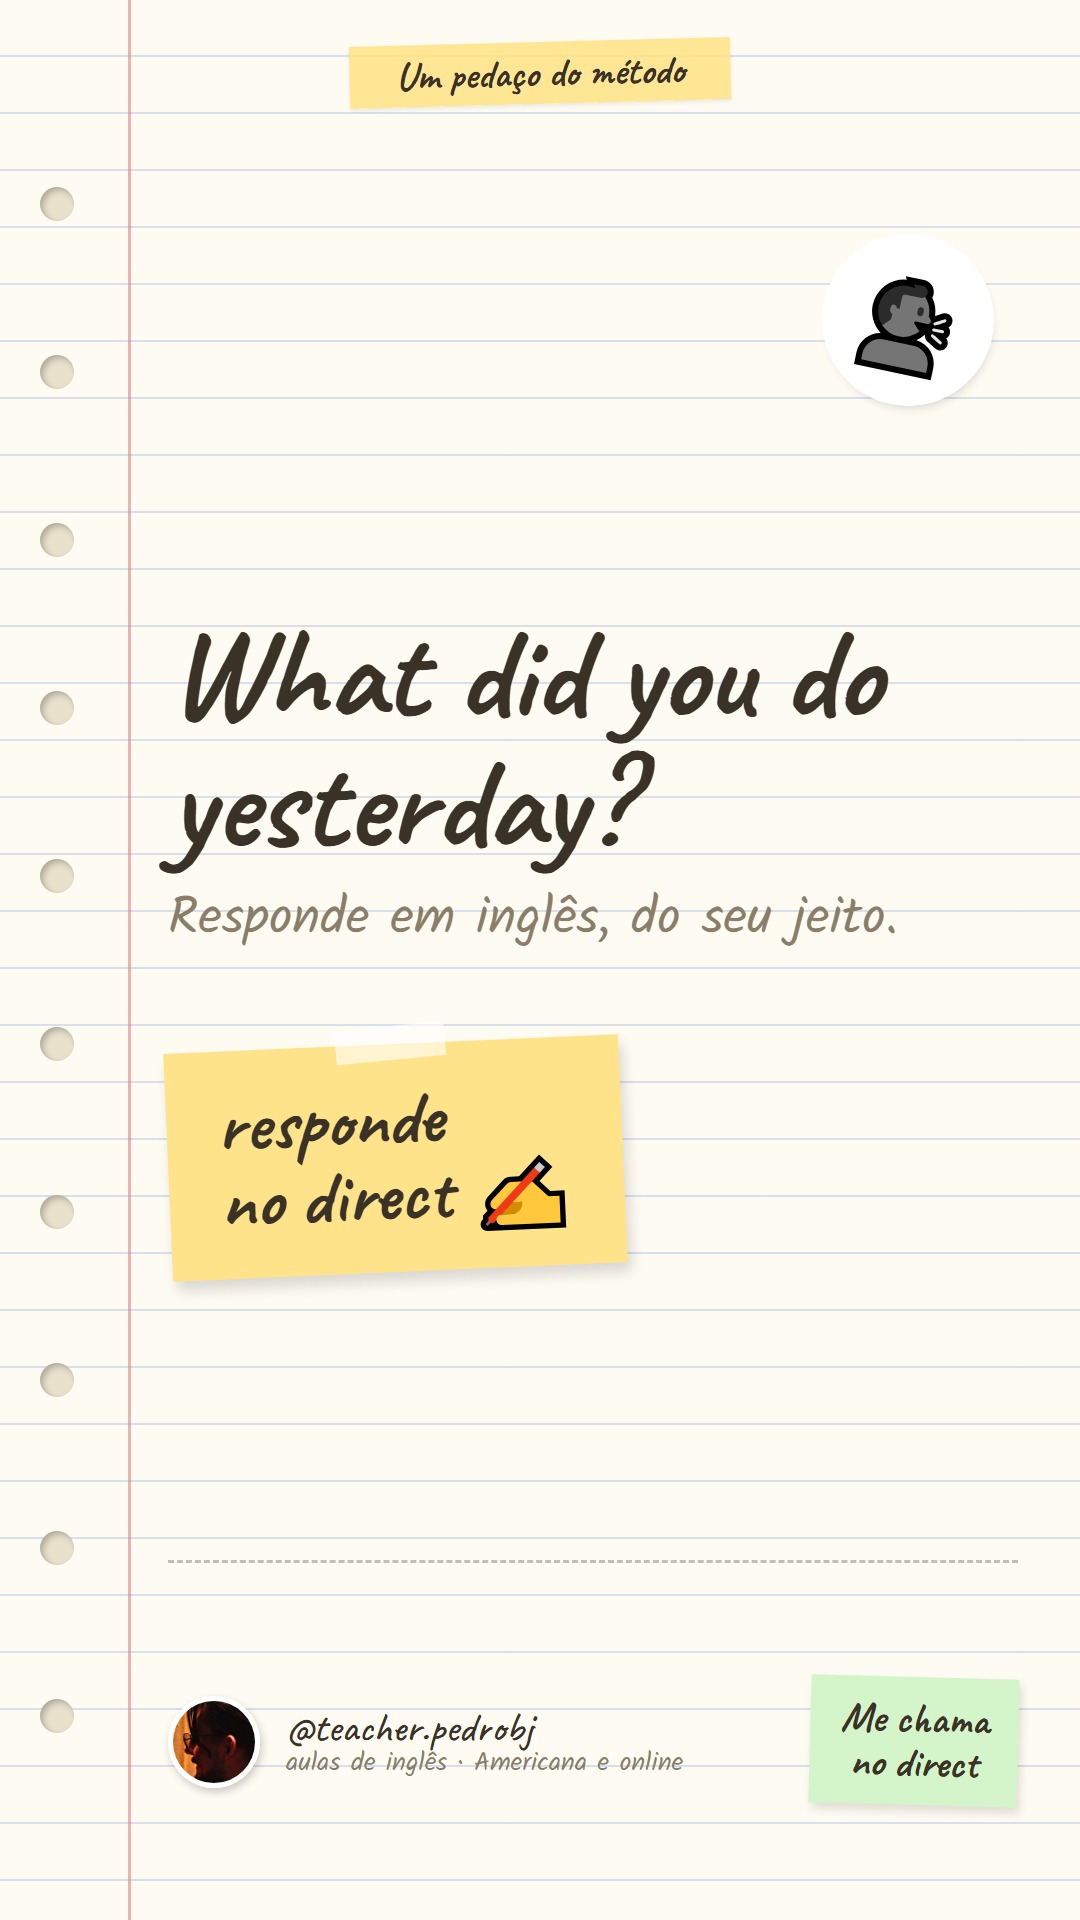 Um pedaço do método
What did you do
yesterday?
Responde em inglês, do seu jeito.
responde
no direct
@teacher.pedrobj
aulas de inglês · Americana e online
Me chama
no direct